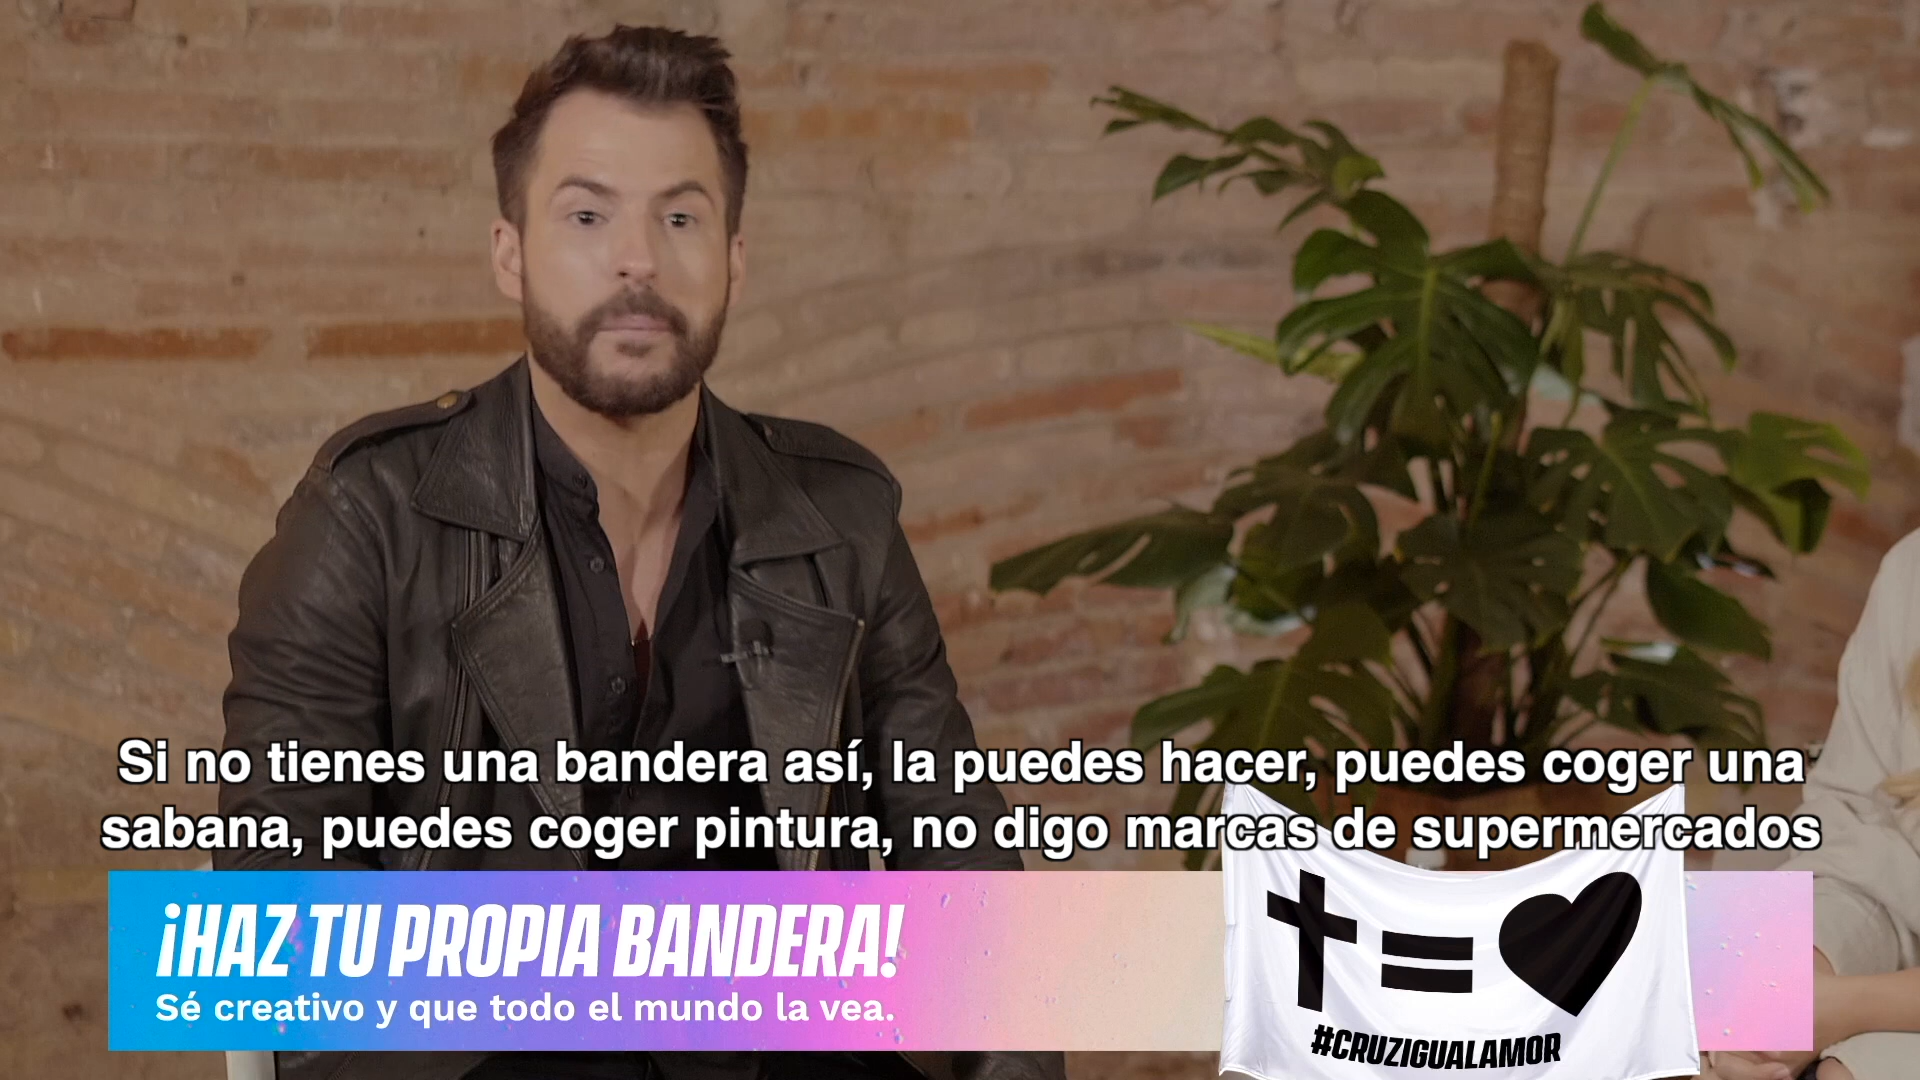 Si no tienes una bandera así, la puedes hacer, puedes coger una
sabana, puedes coger pintura, no digo marcas de supermercados
¡HAZ TU PROPIA BANDERA!
Sé creativo y que todo el mundo la vea.
#CRUZIGUALAMOR